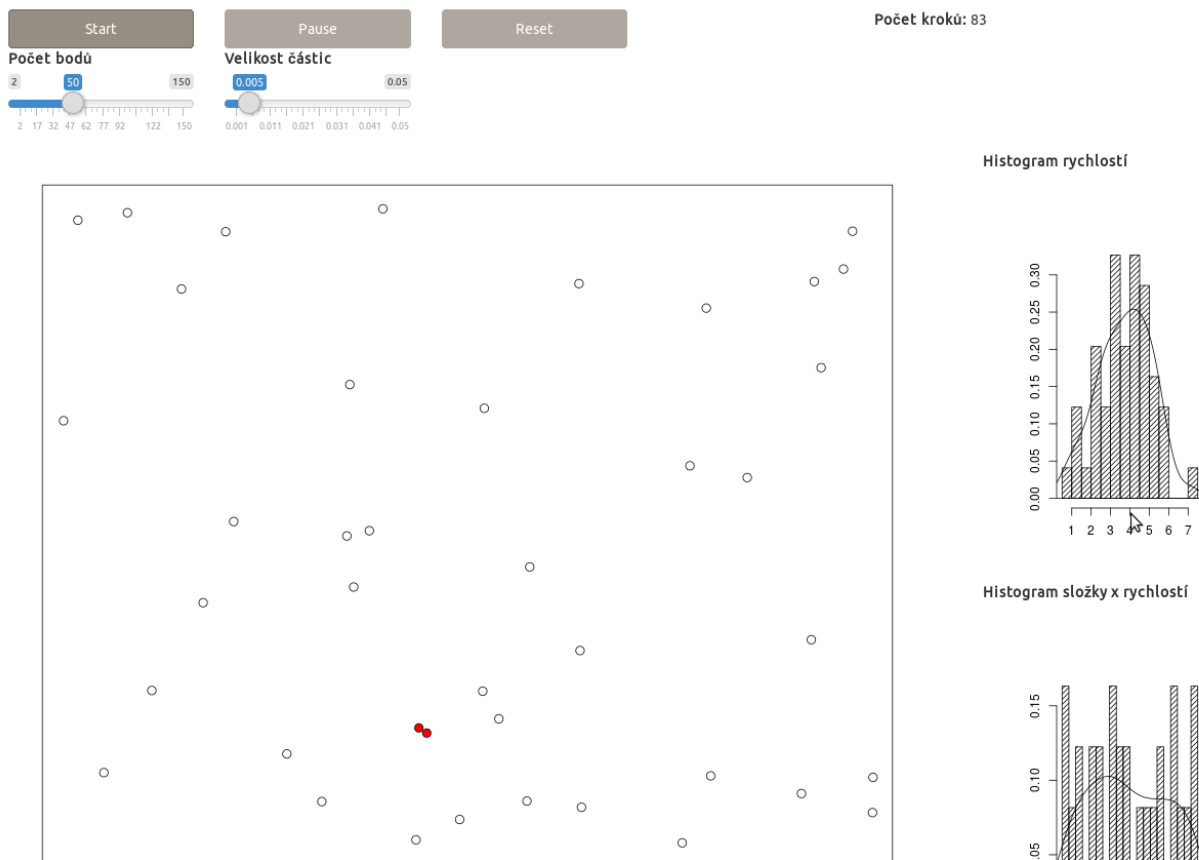 Start
Pause
Reset
Počet kroků: 83
Počet bodů
Velikost částic
2 50 150
0.005 0.05
2 17 32 47 62 77 92 122 150
0.001 0.011 0.021 0.031 0.041 0.05
Histogram rychlostí
0.30
0.25
0.20
0.15
0.10
0.05
0.00
1 2 3 4 5 6 7
Histogram složky x rychlostí
0.15
0.10
.05